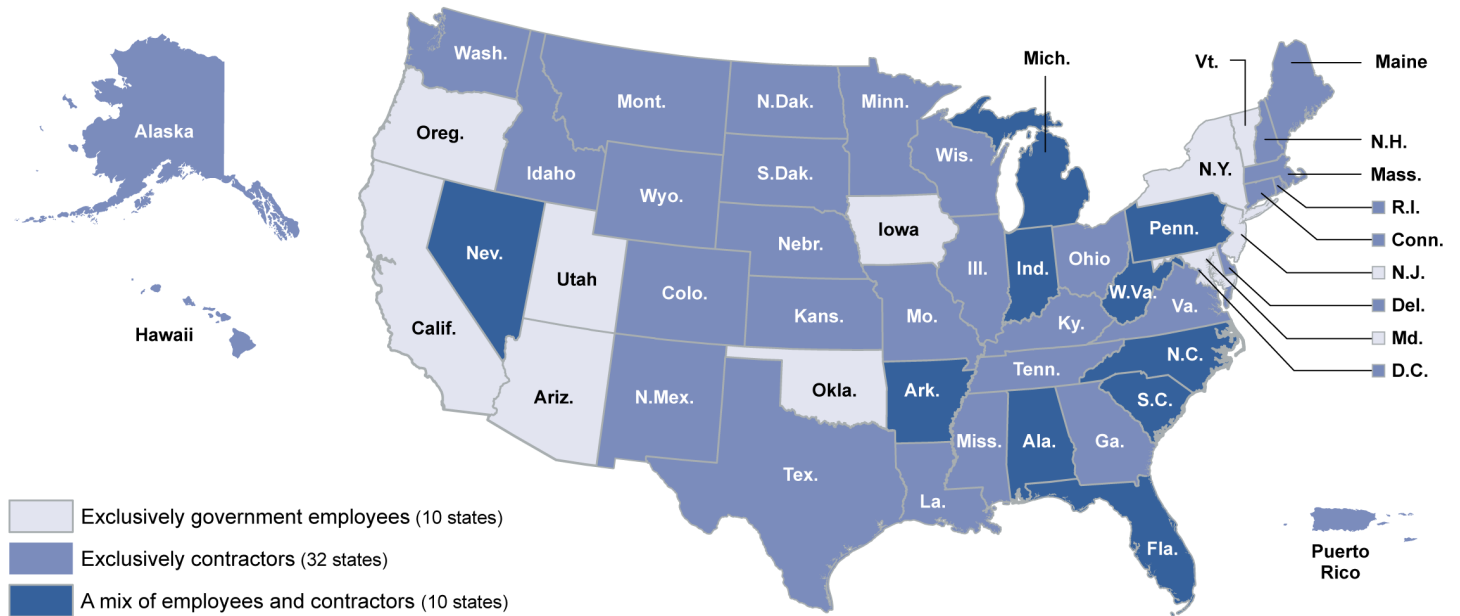 Mich.
Vt.
Maine
Wash.
Mont.
N.Dak.
Minn.
Alaska
Oreg.
N.H.
Wis.
N.Y.
Idaho
S.Dak.
Mass.
Wyo.
R.I.
Iowa
Penn.
Conn.
Nebr.
Nev.
Ohio
Ill.
Ind.
N.J.
Utah
Colo.
W.Va.
Va.
Del.
Kans.
Mo.
Ky.
Calif.
Hawaii
Md.
N.C.
Tenn.
D.C.
Okla.
Ark.
Ariz.
N.Mex.
S.C.
Miss.
Ala.
Ga.
Tex.
La.
Exclusively government employees (10 states)
Fla.
Puerto
Rico
Exclusively contractors (32 states)
A mix of employees and contractors (10 states)